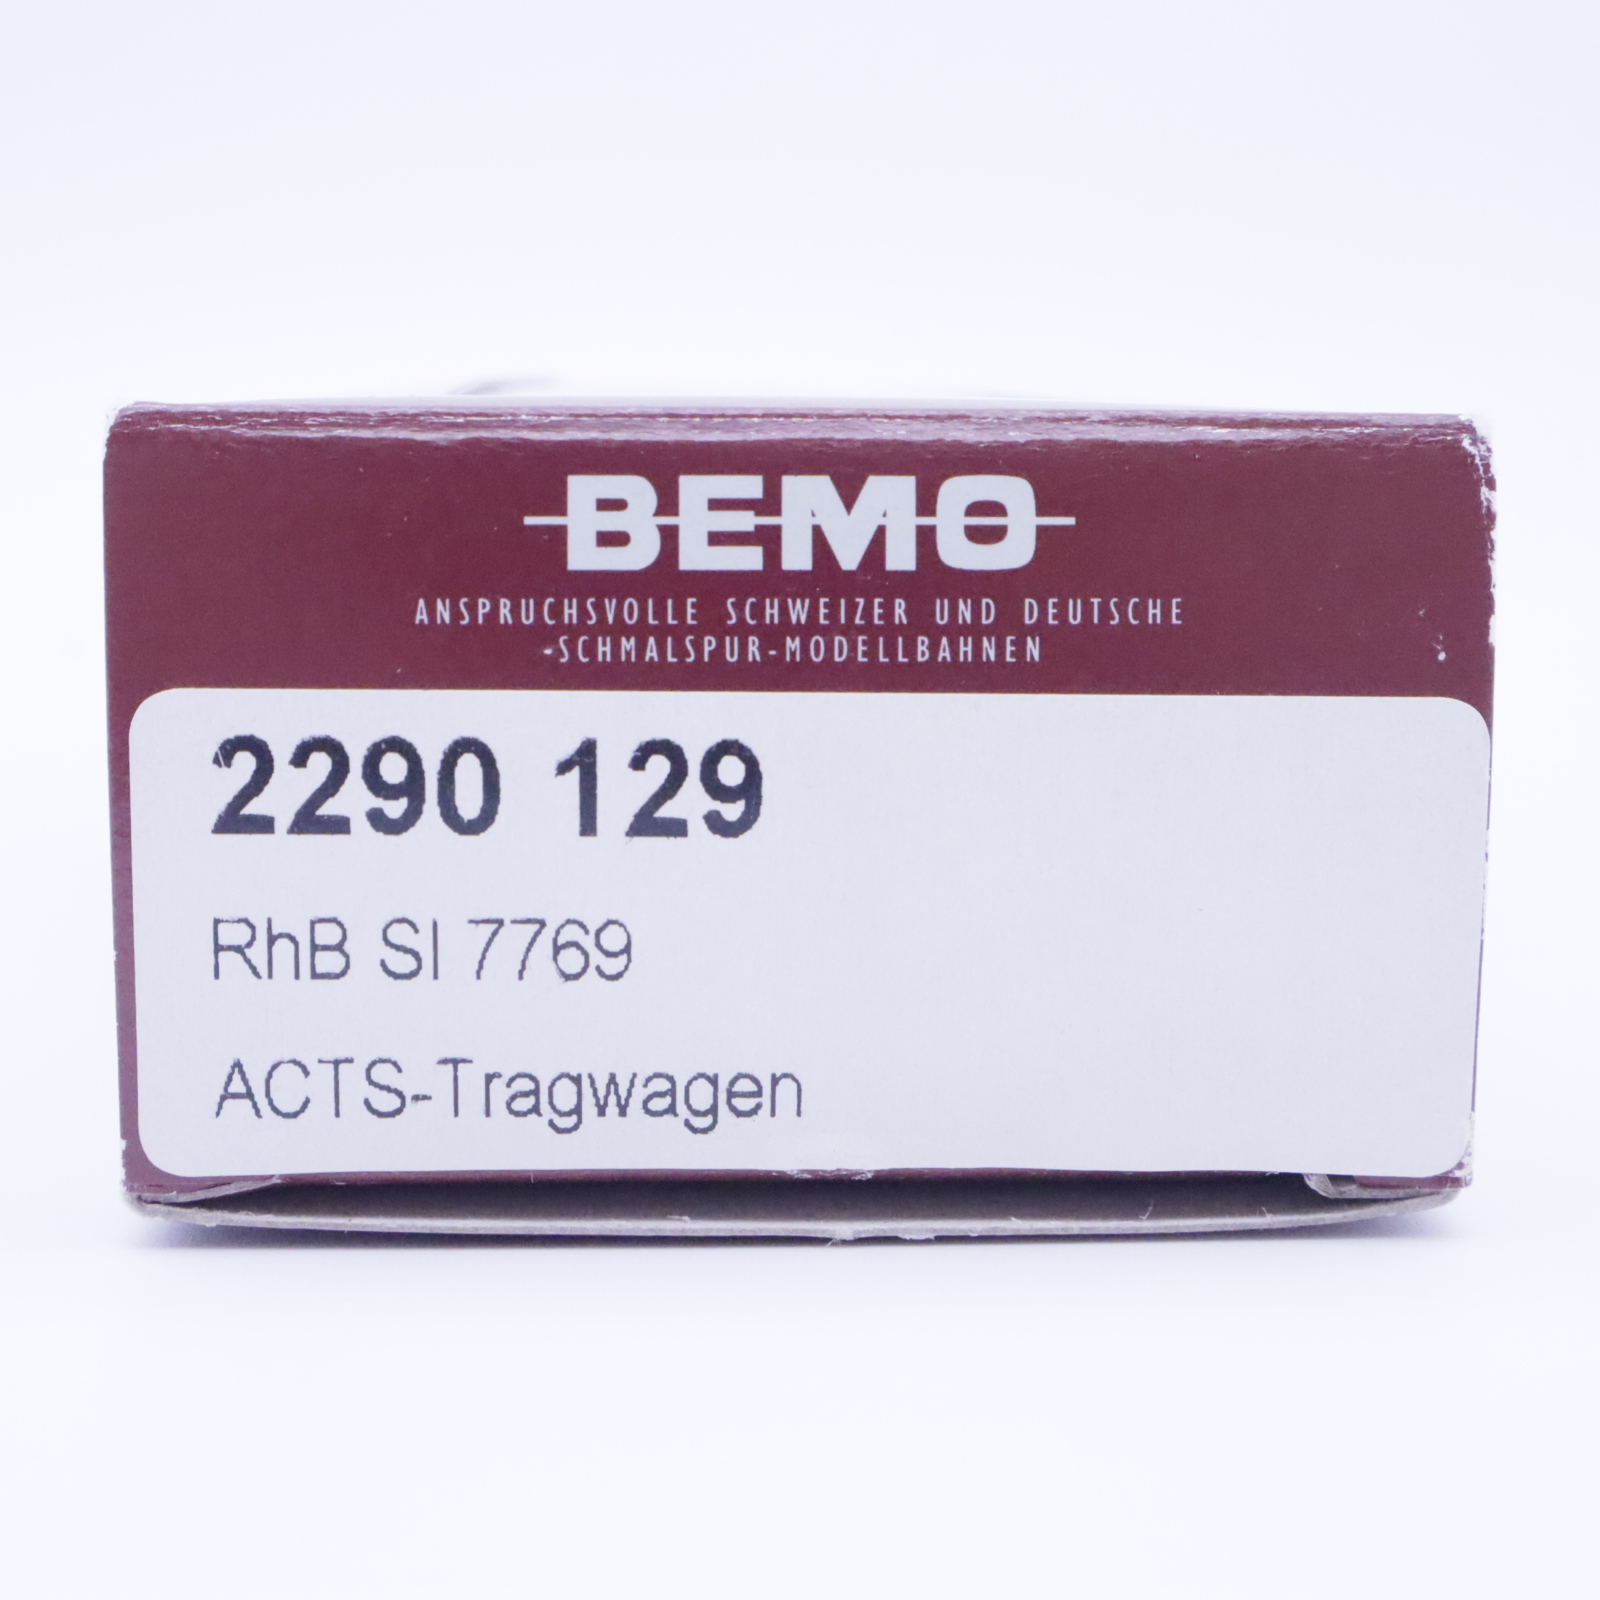 BEMO
ANSPRUCHSVOLLE SCHWEIZER UND DEUTSCHE
-SCHMALSPUR-MODELLBAHNEN
2290 129
RhB Sl 7769
ACTS-Tragwagen